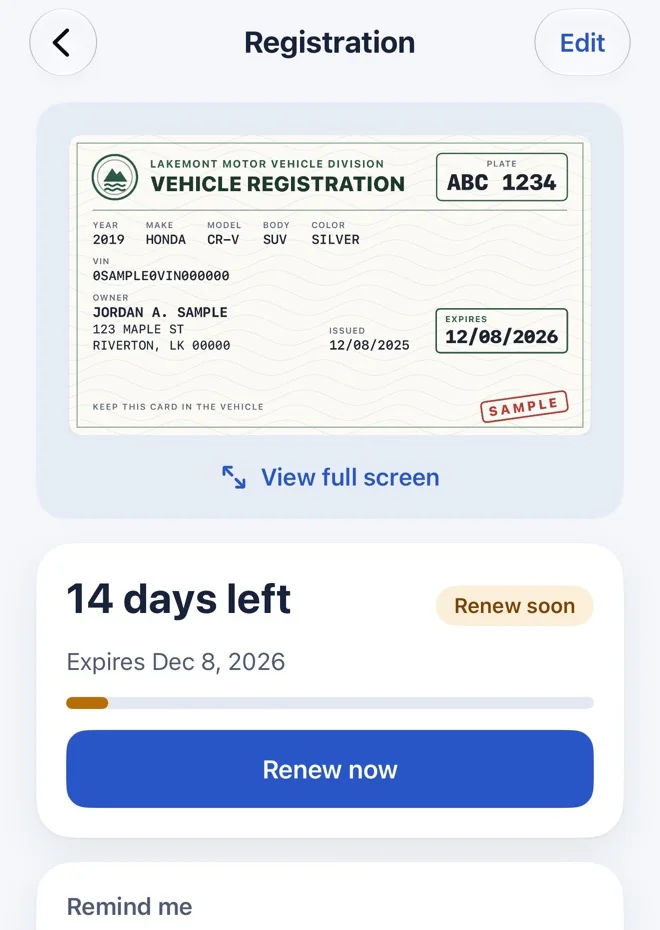 Registration
Edit
LAKEMONT MOTOR VEHICLE DIVISION
VEHICLE REGISTRATION
PLATE
ABC 1234
YEAR MAKE MODEL BODY COLOR
2019 HONDA CR-V SUV SILVER
VIN
0SAMPLE0VIN000000
OWNER
JORDAN A. SAMPLE
123 MAPLE ST
RIVERTON, LK 00000
ISSUED
12/08/2025
EXPIRES
12/08/2026
KEEP THIS CARD IN THE VEHICLE
SAMPLE
View full screen
14 days left
Renew soon
Expires Dec 8, 2026
Renew now
Remind me